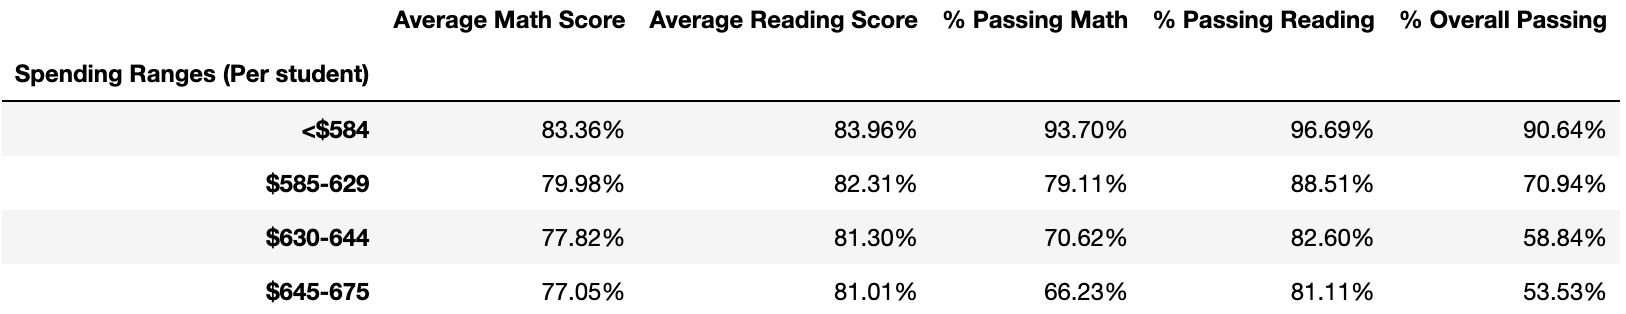 Average Math Score Average Reading Score % Passing Math % Passing Reading % Overall Passing
Spending Ranges (Per student)
<$584 83.36% 83.96% 93.70% 96.69% 90.64%
$585-629 79.98% 82.31% 79.11% 88.51% 70.94%
$630-644 77.82% 81.30% 70.62% 82.60% 58.84%
$645-675 77.05% 81.01% 66.23% 81.11% 53.53%